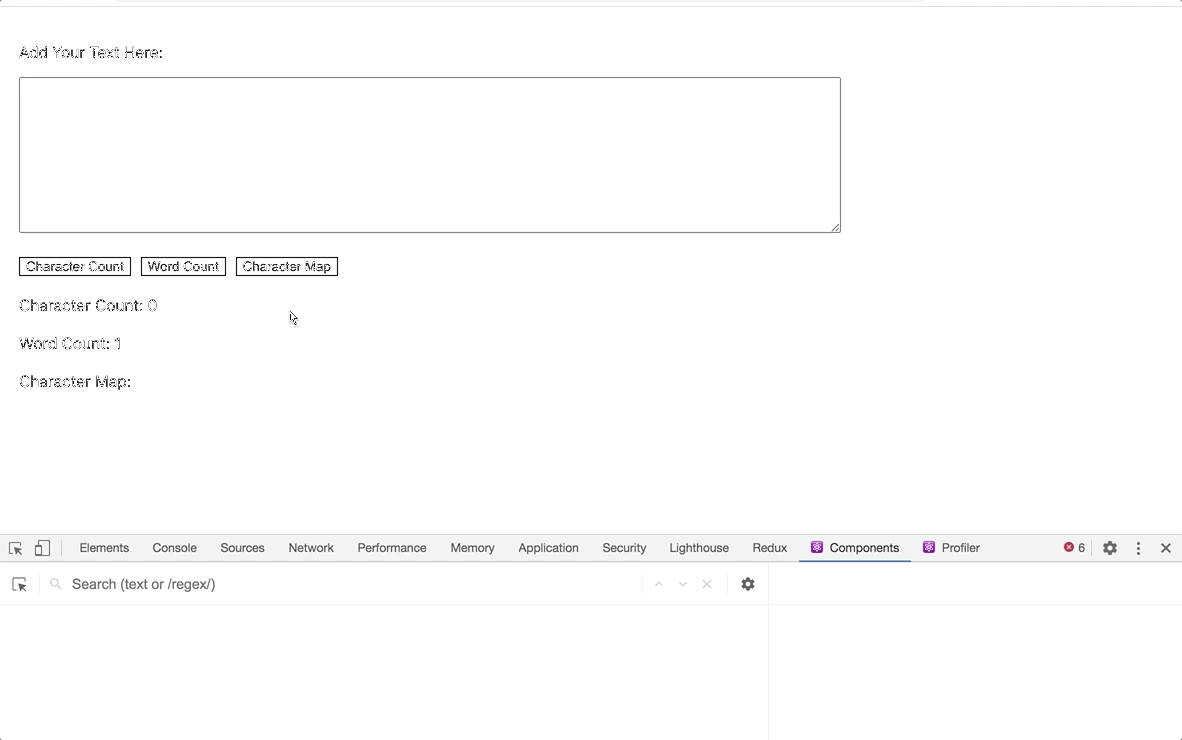 Add Your Text Here:
Character Count Word Count Character Map
Character Count: 0
Word Count: 1
Character Map:
Elements Console Sources Network Performance Memory Application Security Lighthouse Redux Components Profiler 6
Search (text or /regex/)